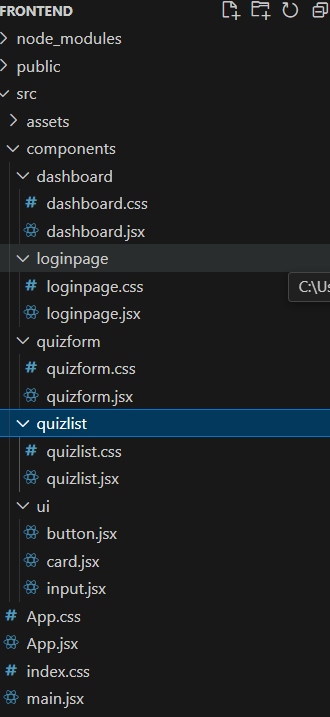 FRONTEND
node_modules
public
src
assets
components
dashboard
# dashboard.css
dashboard.jsx
loginpage
# loginpage.css
C:\Us
loginpage.jsx
quizform
# quizform.css
quizform.jsx
quizlist
# quizlist.css
quizlist.jsx
ui
button.jsx
card.jsx
input.jsx
# App.css
App.jsx
# index.css
main.jsx